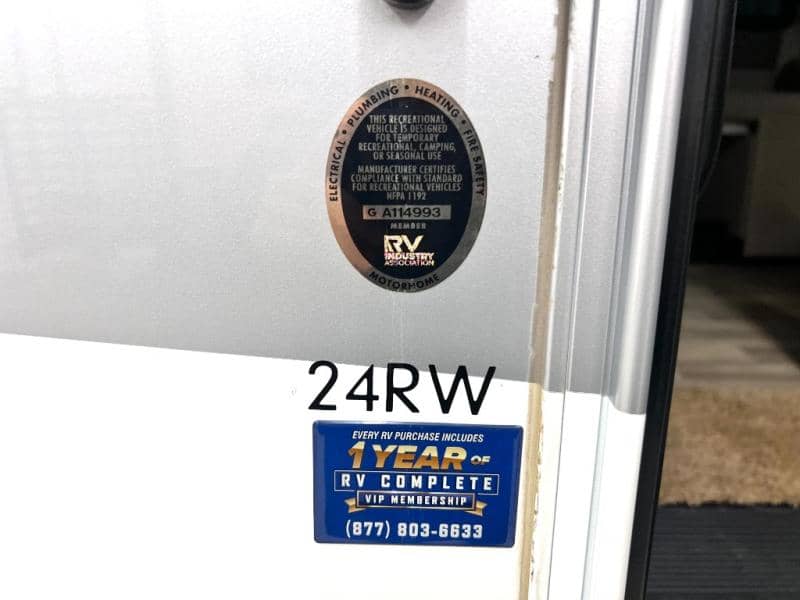 ELECTRICAL • PLUMBING • HEATING • FIRE SAFETY
THIS RECREATIONAL
VEHICLE IS DESIGNED
FOR TEMPORARY
RECREATIONAL, CAMPING,
OR SEASONAL USE
MANUFACTURER CERTIFIES
COMPLIANCE WITH STANDARD
FOR RECREATIONAL VEHICLES
NFPA 1192
G A114993
MEMBER
RV
INDUSTRY
ASSOCIATION
MOTORHOME
24RW
EVERY RV PURCHASE INCLUDES
1 YEAR OF
RV COMPLETE
VIP MEMBERSHIP
(877) 803-6633